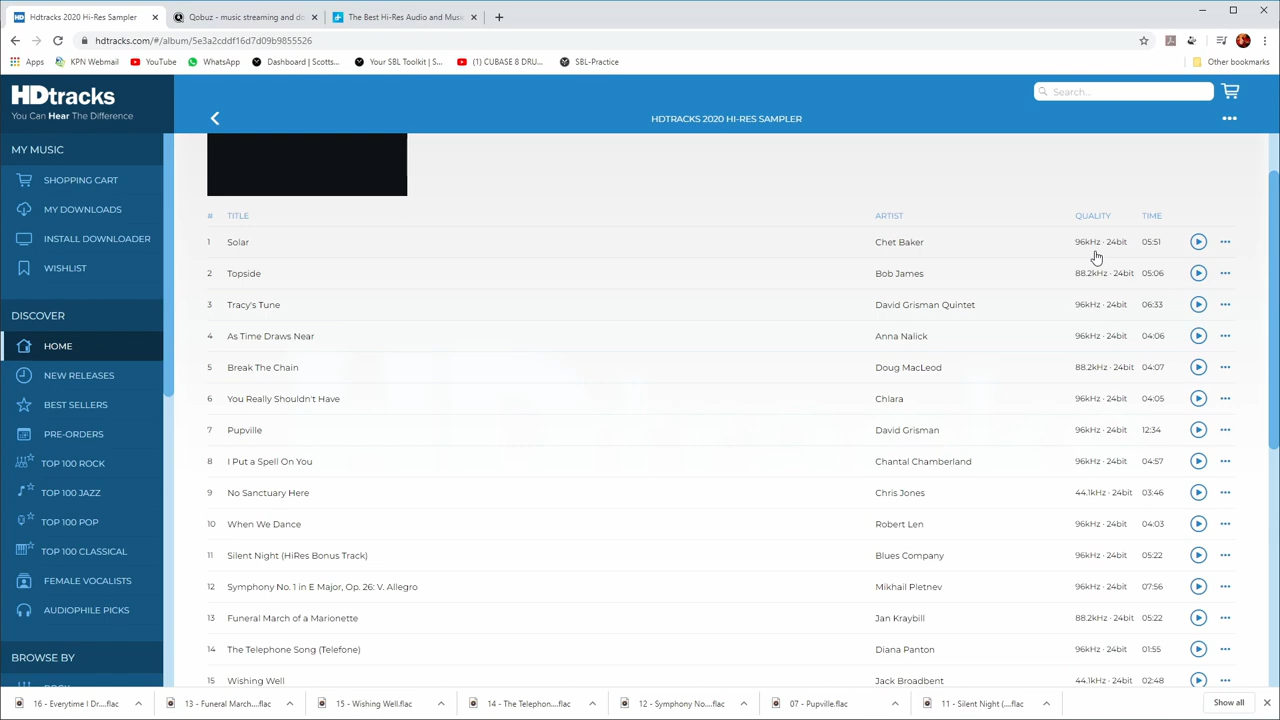 Hdtracks 2020 Hi-Res Sampler
Qobuz - music streaming and do
The Best Hi-Res Audio and Musi
hdtracks.com/#/album/5e3a2cddf16d7d09b9855526
Apps KPN Webmail YouTube WhatsApp Dashboard | Scotts... Your SBL Toolkit | S... (1) CUBASE 8 DRU... SBL-Practice Other bookmarks
HDtracks
You Can Hear The Difference
Search...
HDTRACKS 2020 HI-RES SAMPLER
MY MUSIC
SHOPPING CART
MY DOWNLOADS
INSTALL DOWNLOADER
WISHLIST
DISCOVER
HOME
NEW RELEASES
BEST SELLERS
PRE-ORDERS
TOP 100 ROCK
TOP 100 JAZZ
TOP 100 POP
TOP 100 CLASSICAL
FEMALE VOCALISTS
AUDIOPHILE PICKS
BROWSE BY
# TITLE ARTIST QUALITY TIME
1 Solar Chet Baker 96kHz · 24bit 05:51
2 Topside Bob James 88.2kHz · 24bit 05:06
3 Tracy's Tune David Grisman Quintet 96kHz · 24bit 06:33
4 As Time Draws Near Anna Nalick 96kHz · 24bit 04:06
5 Break The Chain Doug MacLeod 88.2kHz · 24bit 04:07
6 You Really Shouldn't Have Chlara 96kHz · 24bit 04:05
7 Pupville David Grisman 96kHz · 24bit 12:34
8 I Put a Spell On You Chantal Chamberland 96kHz · 24bit 04:57
9 No Sanctuary Here Chris Jones 44.1kHz · 24bit 03:46
10 When We Dance Robert Len 96kHz · 24bit 04:03
11 Silent Night (HiRes Bonus Track) Blues Company 96kHz · 24bit 05:22
12 Symphony No. 1 in E Major, Op. 26: V. Allegro Mikhail Pletnev 96kHz · 24bit 07:56
13 Funeral March of a Marionette Jan Kraybill 88.2kHz · 24bit 05:22
14 The Telephone Song (Telefone) Diana Panton 96kHz · 24bit 01:55
15 Wishing Well Jack Broadbent 44.1kHz · 24bit 02:48
16 - Everytime I Dr....flac 13 - Funeral March....flac 15 - Wishing Well.flac 14 - The Telephon....flac 12 - Symphony No....flac 07 - Pupville.flac 11 - Silent Night (....flac Show all